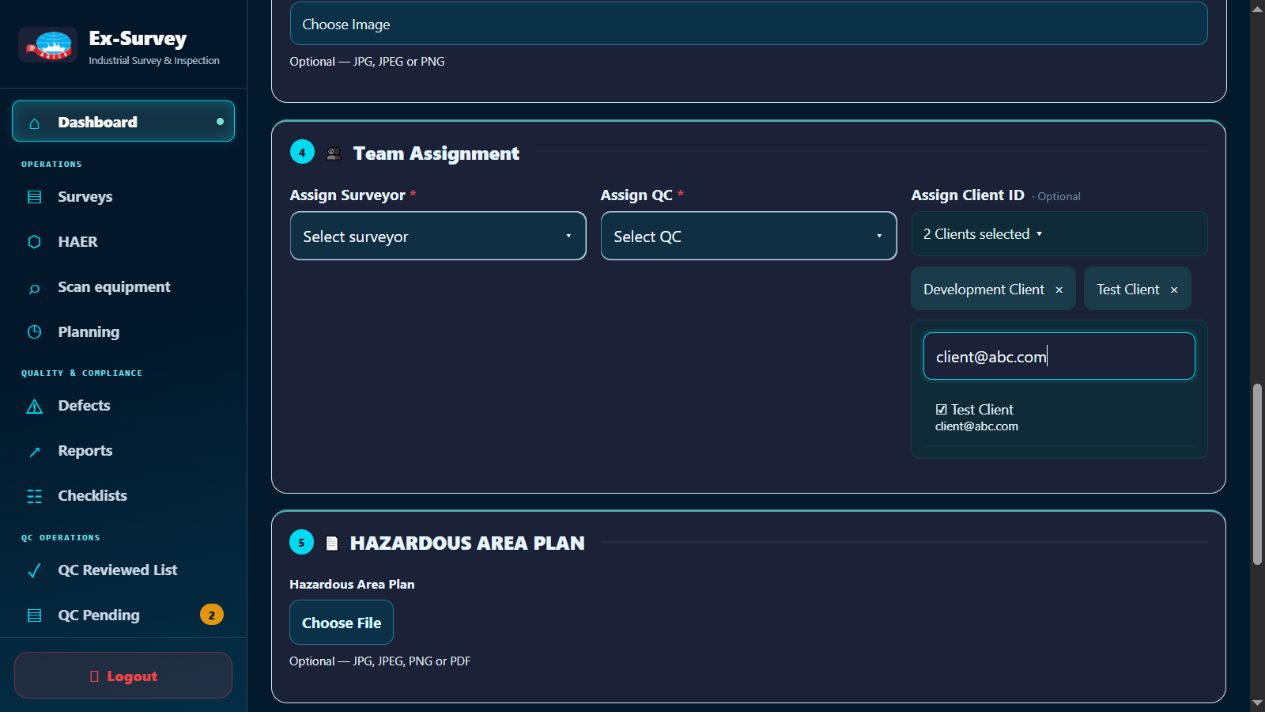 Ex-Survey
Industrial Survey & Inspection
Dashboard
OPERATIONS
Surveys
HAER
Scan equipment
Planning
QUALITY & COMPLIANCE
Defects
Reports
Checklists
QC OPERATIONS
QC Reviewed List
QC Pending 2
Logout
Choose Image
Optional — JPG, JPEG or PNG
4 Team Assignment
Assign Surveyor *
Select surveyor
Assign QC *
Select QC
Assign Client ID · Optional
2 Clients selected ▾
Development Client × Test Client ×
client@abc.com
☑ Test Client
client@abc.com
5 HAZARDOUS AREA PLAN
Hazardous Area Plan
Choose File
Optional — JPG, JPEG, PNG or PDF